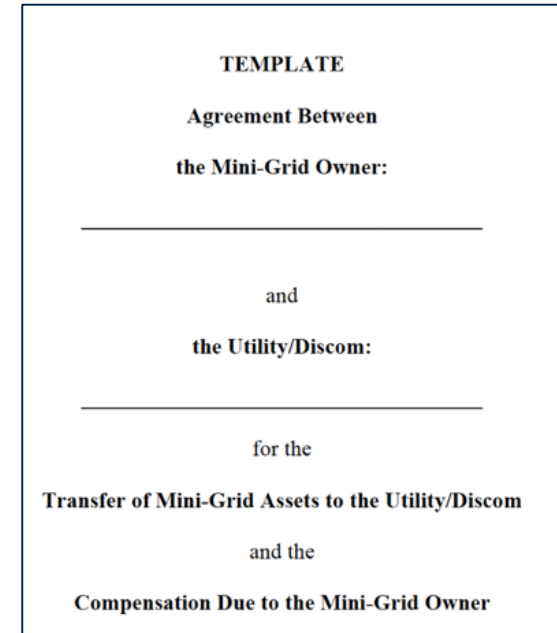 TEMPLATE
Agreement Between
the Mini-Grid Owner:
and
the Utility/Discom:
for the
Transfer of Mini-Grid Assets to the Utility/Discom
and the
Compensation Due to the Mini-Grid Owner